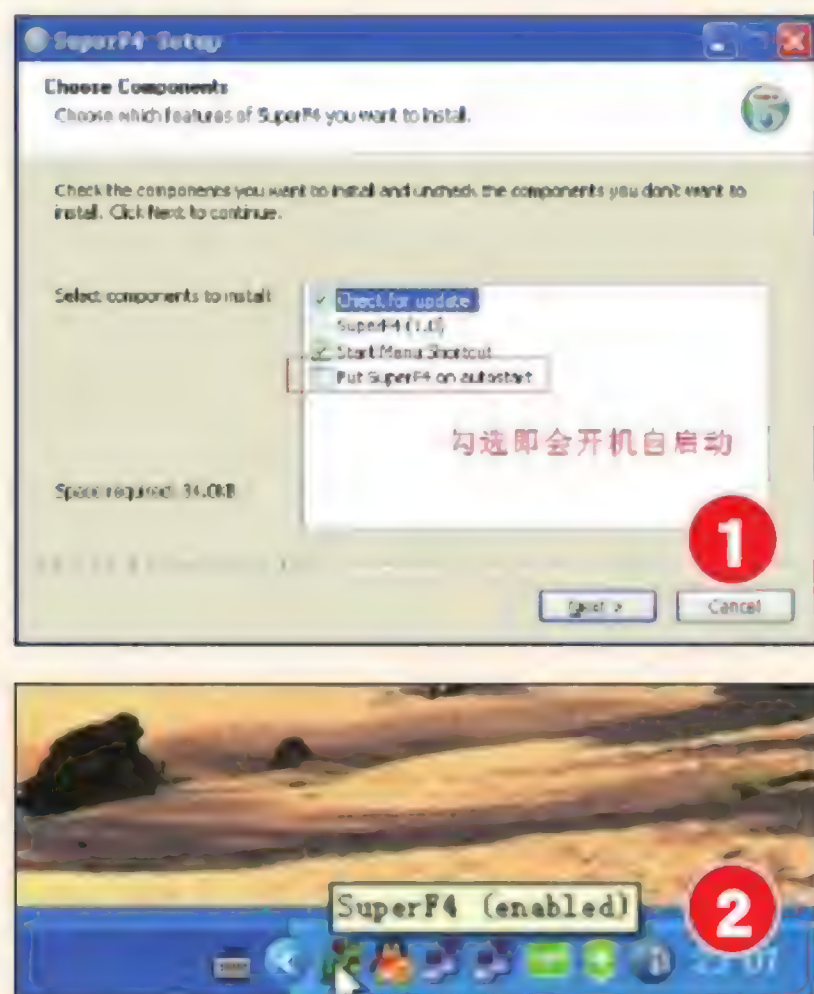 SuperF4 Setup
Choose Components
Choose which features of SuperF4 you want to install.
Check the components you want to install and uncheck the components you don't want to
install. Click Next to continue.
Select components to install
Check for update
SuperF4 (1.0)
Start Menu Shortcut
Put SuperF4 on autostart
勾选即会开机自启动
Space required: 34.0KB
1
Next >
Cancel
SuperF4 (enabled)
2